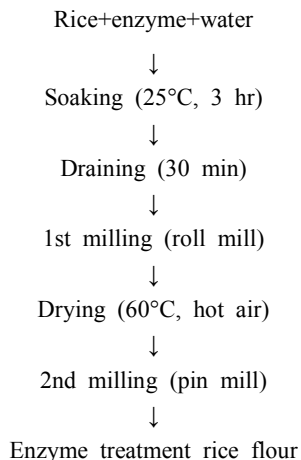 Rice+enzyme+water
↓
Soaking (25°C, 3 hr)
↓
Draining (30 min)
↓
1st milling (roll mill)
↓
Drying (60°C, hot air)
↓
2nd milling (pin mill)
↓
Enzyme treatment rice flour